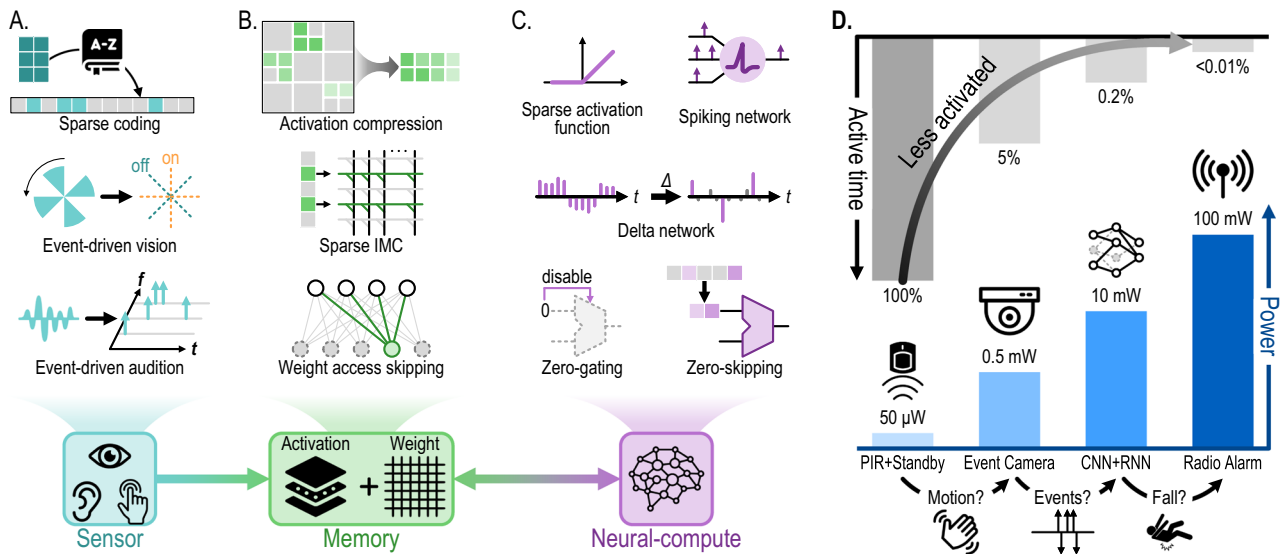 A.
A-Z
Sparse coding
off
on
Event-driven vision
f
t
Event-driven audition
Sensor
B.
Activation compression
...
Sparse IMC
Weight access skipping
Activation
Weight
+
Memory
C.
Sparse activation
function
Spiking network
t
Δ
t
Delta network
disable
0
Zero-gating
Zero-skipping
Neural-compute
D.
Active time
Less activated
100%
5%
0.2%
<0.01%
50 µW
0.5 mW
10 mW
100 mW
Power
PIR+Standby
Event Camera
CNN+RNN
Radio Alarm
Motion?
Events?
Fall?